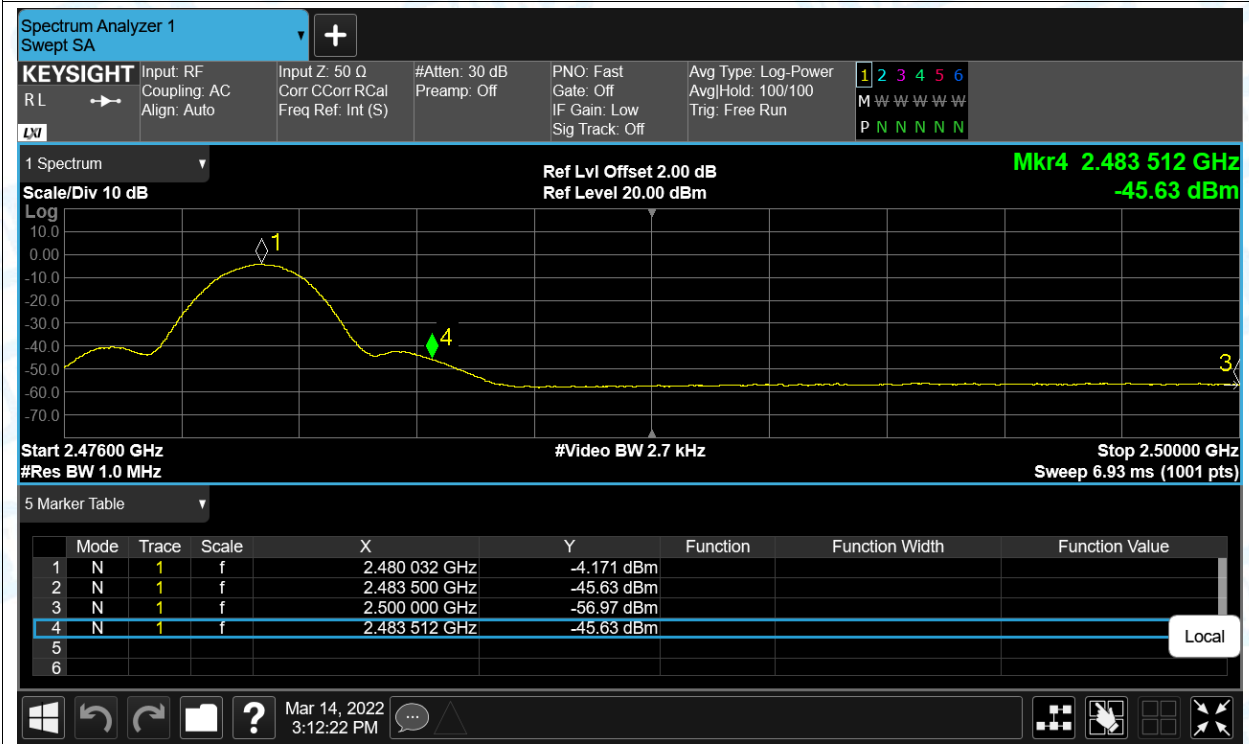 Spectrum Analyzer 1
Swept SA
KEYSIGHT
R L
LXI
Input: RF
Coupling: AC
Align: Auto
Input Z: 50 Ω
Corr CCorr RCal
Freq Ref: Int (S)
#Atten: 30 dB
Preamp: Off
PNO: Fast
Gate: Off
IF Gain: Low
Sig Track: Off
Avg Type: Log-Power
Avg|Hold: 100/100
Trig: Free Run
1 2 3 4 5 6
M W W W W W
P N N N N N
1 Spectrum
Scale/Div 10 dB
Ref Lvl Offset 2.00 dB
Ref Level 20.00 dBm
Mkr4 2.483 512 GHz
-45.63 dBm
Log
10.0
0.00
-10.0
-20.0
-30.0
-40.0
-50.0
-60.0
-70.0
1
4
3
Start 2.47600 GHz
#Video BW 2.7 kHz
Stop 2.50000 GHz
#Res BW 1.0 MHz
Sweep 6.93 ms (1001 pts)
5 Marker Table
Mode Trace Scale X Y Function Function Width Function Value
1 N 1 f 2.480 032 GHz -4.171 dBm
2 N 1 f 2.483 500 GHz -45.63 dBm
3 N 1 f 2.500 000 GHz -56.97 dBm
4 N 1 f 2.483 512 GHz -45.63 dBm
5
6
Local
?
Mar 14, 2022
3:12:22 PM